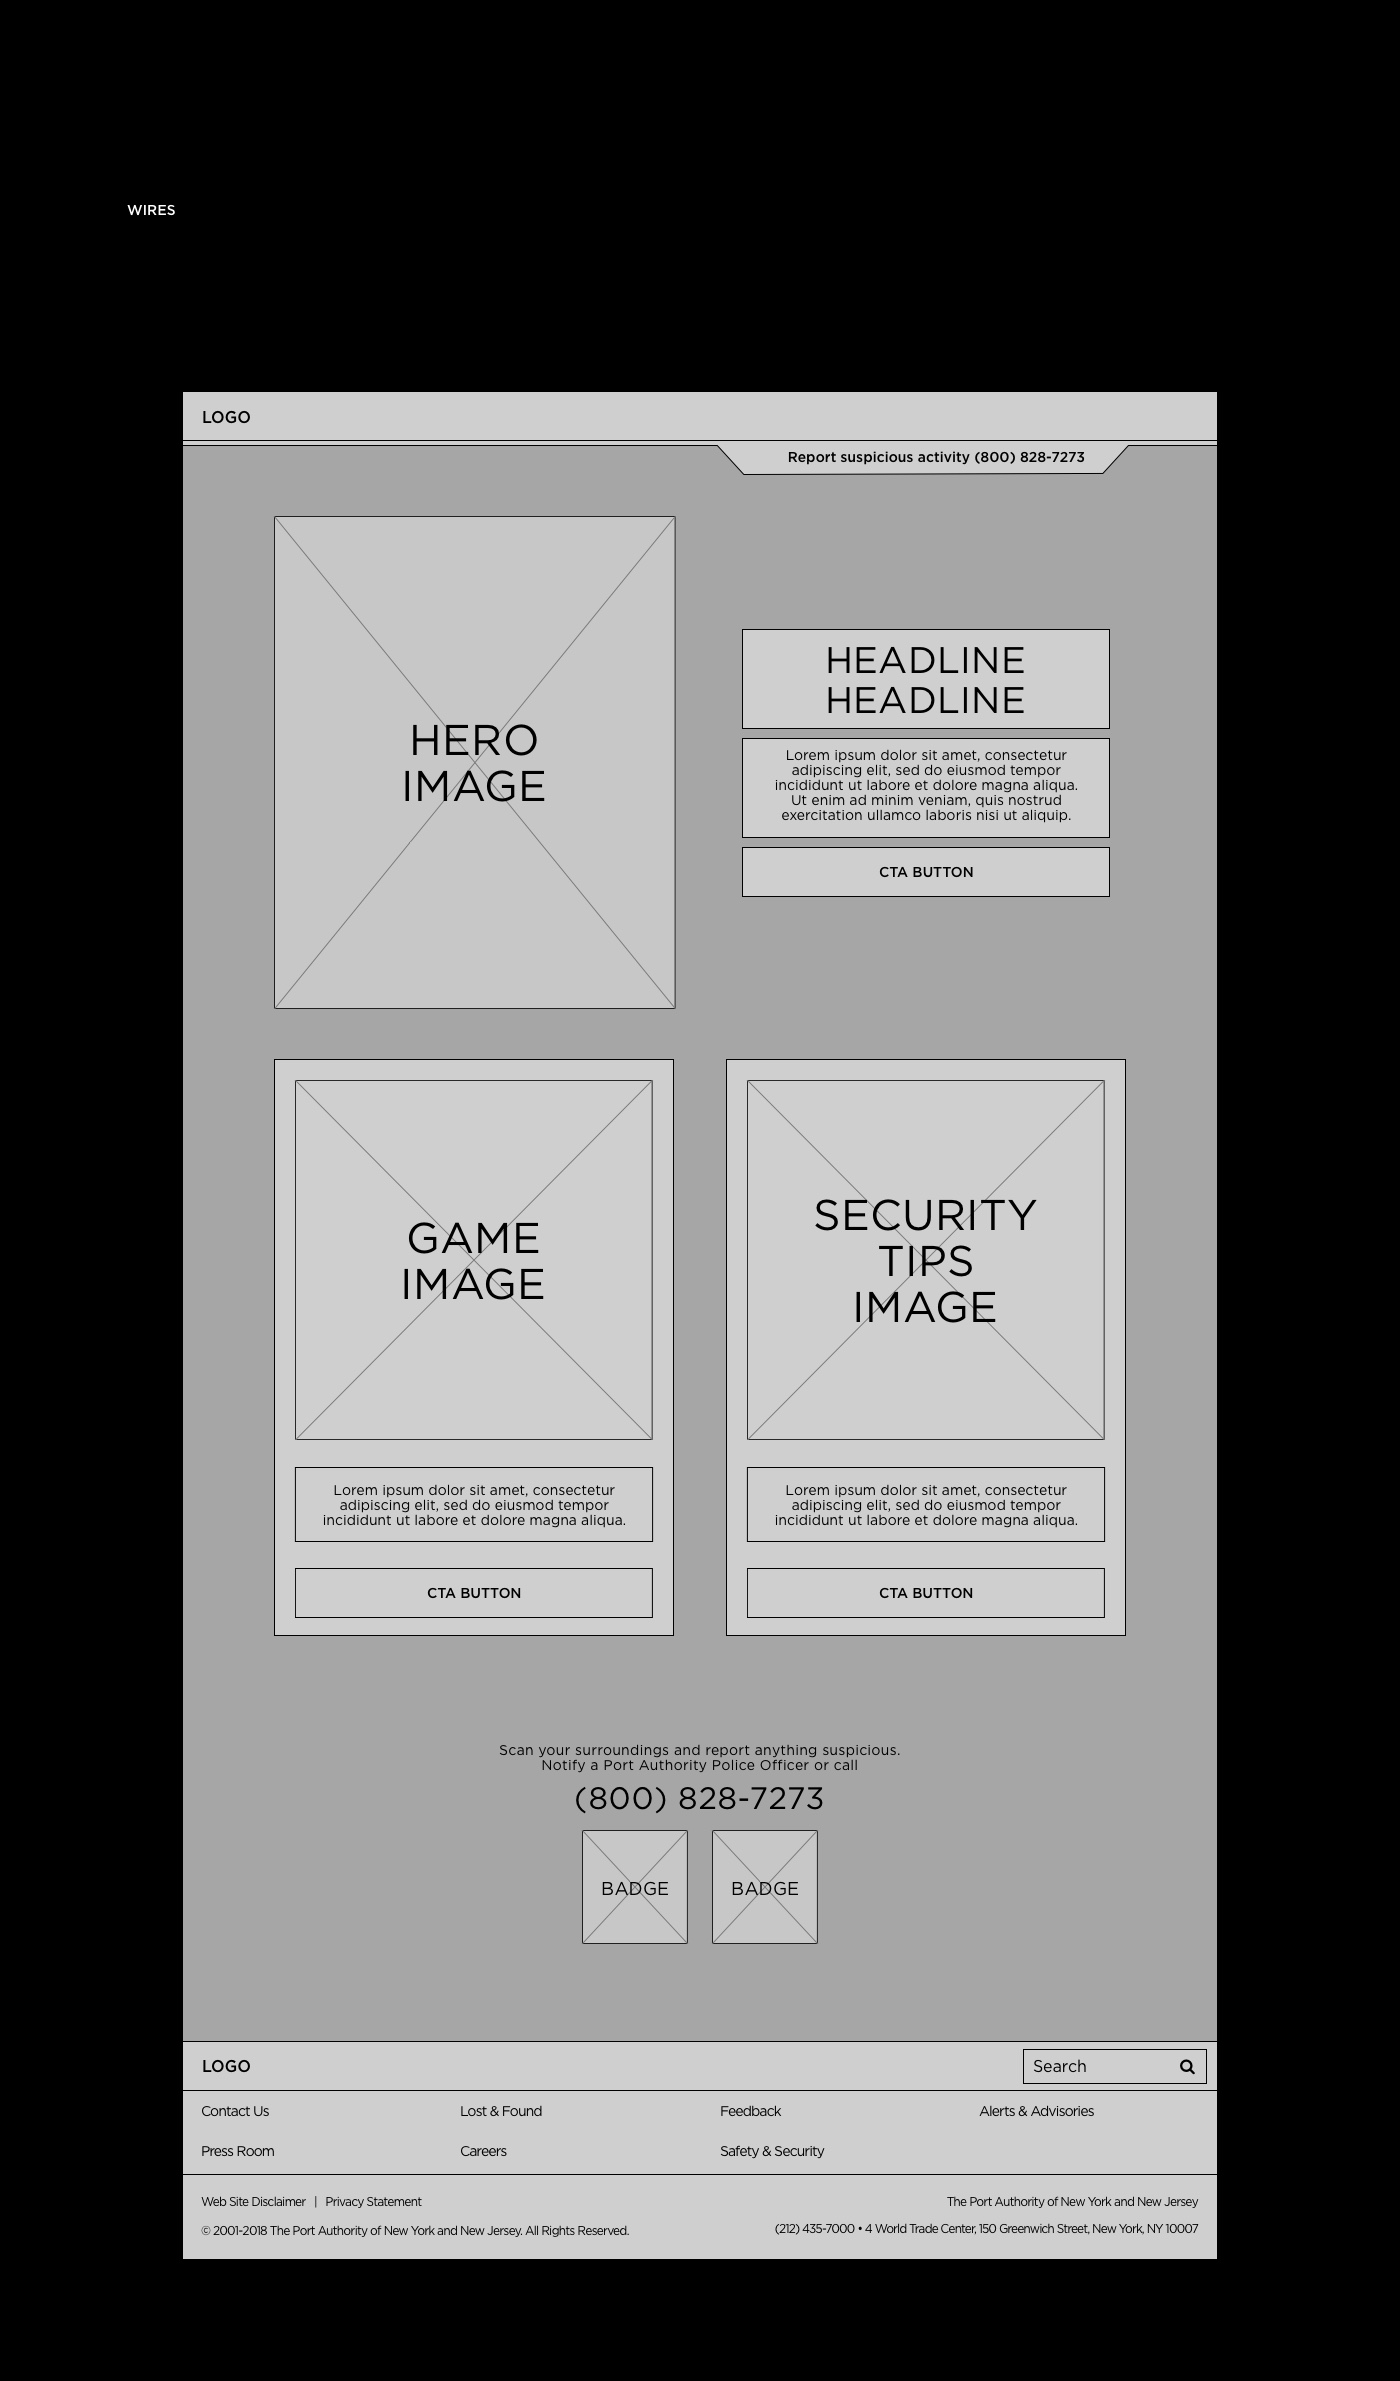 WIRES
LOGO
Report suspicious activity (800) 828-7273
HERO
IMAGE
HEADLINE
HEADLINE
Lorem ipsum dolor sit amet, consectetur
adipiscing elit, sed do eiusmod tempor
incididunt ut labore et dolore magna aliqua.
Ut enim ad minim veniam, quis nostrud
exercitation ullamco laboris nisi ut aliquip.
CTA BUTTON
GAME
IMAGE
Lorem ipsum dolor sit amet, consectetur
adipiscing elit, sed do eiusmod tempor
incididunt ut labore et dolore magna aliqua.
CTA BUTTON
SECURITY
TIPS
IMAGE
Lorem ipsum dolor sit amet, consectetur
adipiscing elit, sed do eiusmod tempor
incididunt ut labore et dolore magna aliqua.
CTA BUTTON
Scan your surroundings and report anything suspicious.
Notify a Port Authority Police Officer or call
(800) 828-7273
BADGE
BADGE
LOGO
Search
Contact Us
Lost & Found
Feedback
Alerts & Advisories
Press Room
Careers
Safety & Security
Web Site Disclaimer | Privacy Statement
© 2001-2018 The Port Authority of New York and New Jersey. All Rights Reserved.
The Port Authority of New York and New Jersey
(212) 435-7000 • 4 World Trade Center, 150 Greenwich Street, New York, NY 10007